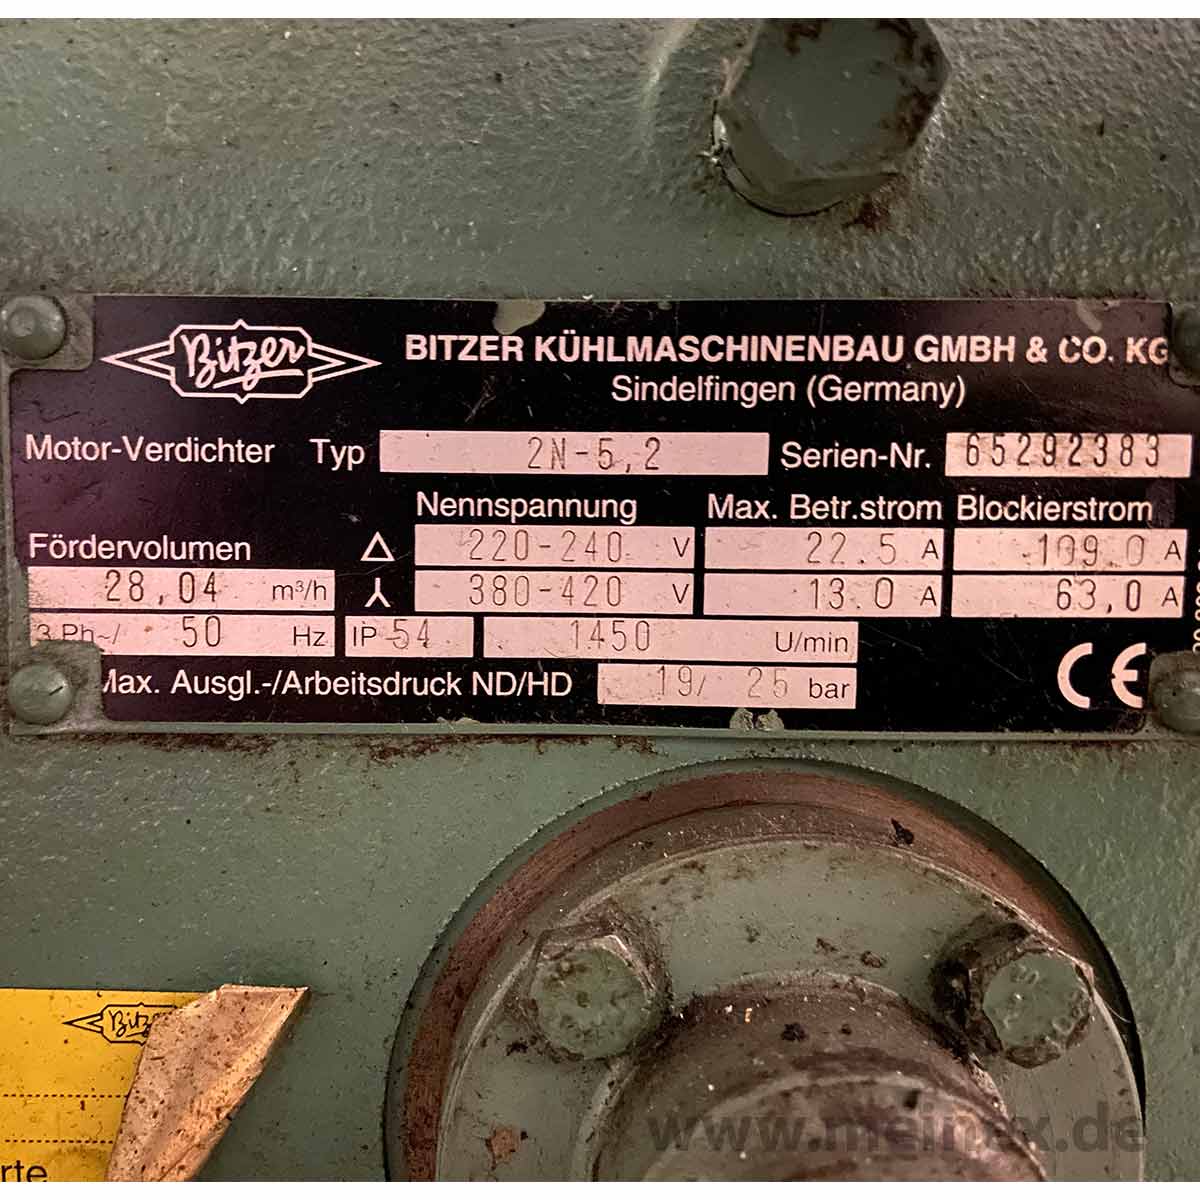 Bitzer
BITZER KÜHLMASCHINENBAU GMBH & CO. KG
Sindelfingen (Germany)
Motor-Verdichter Typ 2N-5,2 Serien-Nr. 65292383
Nennspannung Max. Betr.strom Blockierstrom
Fördervolumen △ 220-240 V 22.5 A 109.0 A
28,04 m³/h 380-420 V 13.0 A 63,0 A
3 Ph~/ 50 Hz IP 54 1450 U/min
Max. Ausgl.-/Arbeitsdruck ND/HD 19/ 25 bar CE
www.meinex.de